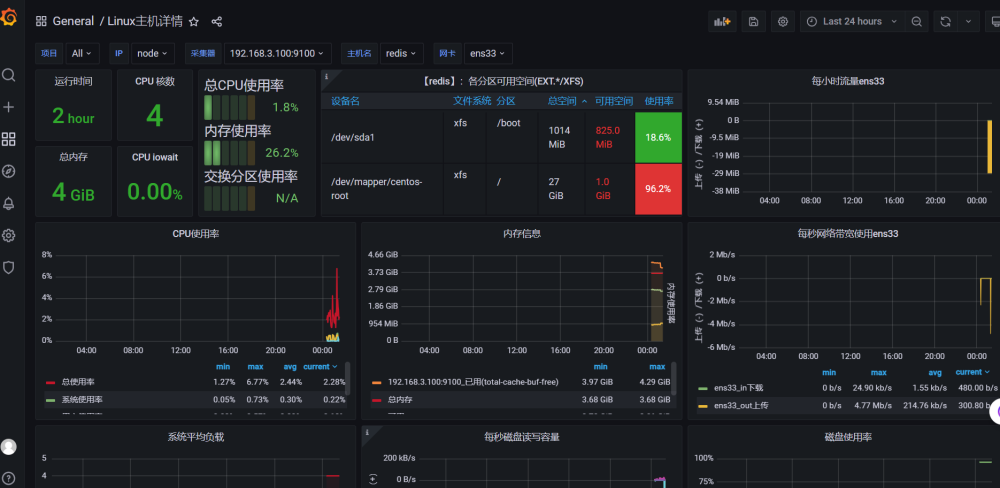 General / Linux主机详情
Last 24 hours
项目 All IP node 采集器 192.168.3.100:9100 主机名 redis 网卡 ens33
运行时间
2 hour
CPU 核数
4
总内存
4 GiB
CPU iowait
0.00%
总CPU使用率
1.8%
内存使用率
26.2%
交换分区使用率
N/A
【redis】: 各分区可用空间(EXT.*/XFS)
设备名 文件系统 分区 总空间 可用空间 使用率
/dev/sda1 xfs /boot 1014 MiB 825.0 MiB 18.6%
/dev/mapper/centos-root xfs / 27 GiB 1.0 GiB 96.2%
每小时流量ens33
上传 (-) /下载 (+)
9.54 MiB
0 B
-9.5 MiB
-19 MiB
-29 MiB
-38 MiB
04:00 08:00 12:00 16:00 20:00 00:00
CPU使用率
8%
6%
4%
2%
0%
04:00 08:00 12:00 16:00 20:00 00:00
min max avg current
总使用率 1.27% 6.77% 2.44% 2.28%
系统使用率 0.05% 0.73% 0.30% 0.22%
内存信息
4.66 GiB
3.73 GiB
2.79 GiB
1.86 GiB
954 MiB
0 B
内存使用率
04:00 08:00 12:00 16:00 20:00 00:00
min max
192.168.3.100:9100_已用(total-cache-buf-free) 3.97 GiB 4.29 GiB
总内存 3.68 GiB 3.68 GiB
每秒网络带宽使用ens33
上传 (-) /下载 (+)
2 Mb/s
0 b/s
-2 Mb/s
-4 Mb/s
-6 Mb/s
04:00 08:00 12:00 16:00 20:00 00:00
min max avg current
ens33_in下载 0 b/s 24.90 kb/s 1.55 kb/s 480.00 b/s
ens33_out上传 0 b/s 4.77 Mb/s 214.76 kb/s 300.80 b/s
系统平均负载
5
4
每秒磁盘读写容量
200 kB/s
0 B/s
磁盘使用率
100%
75%